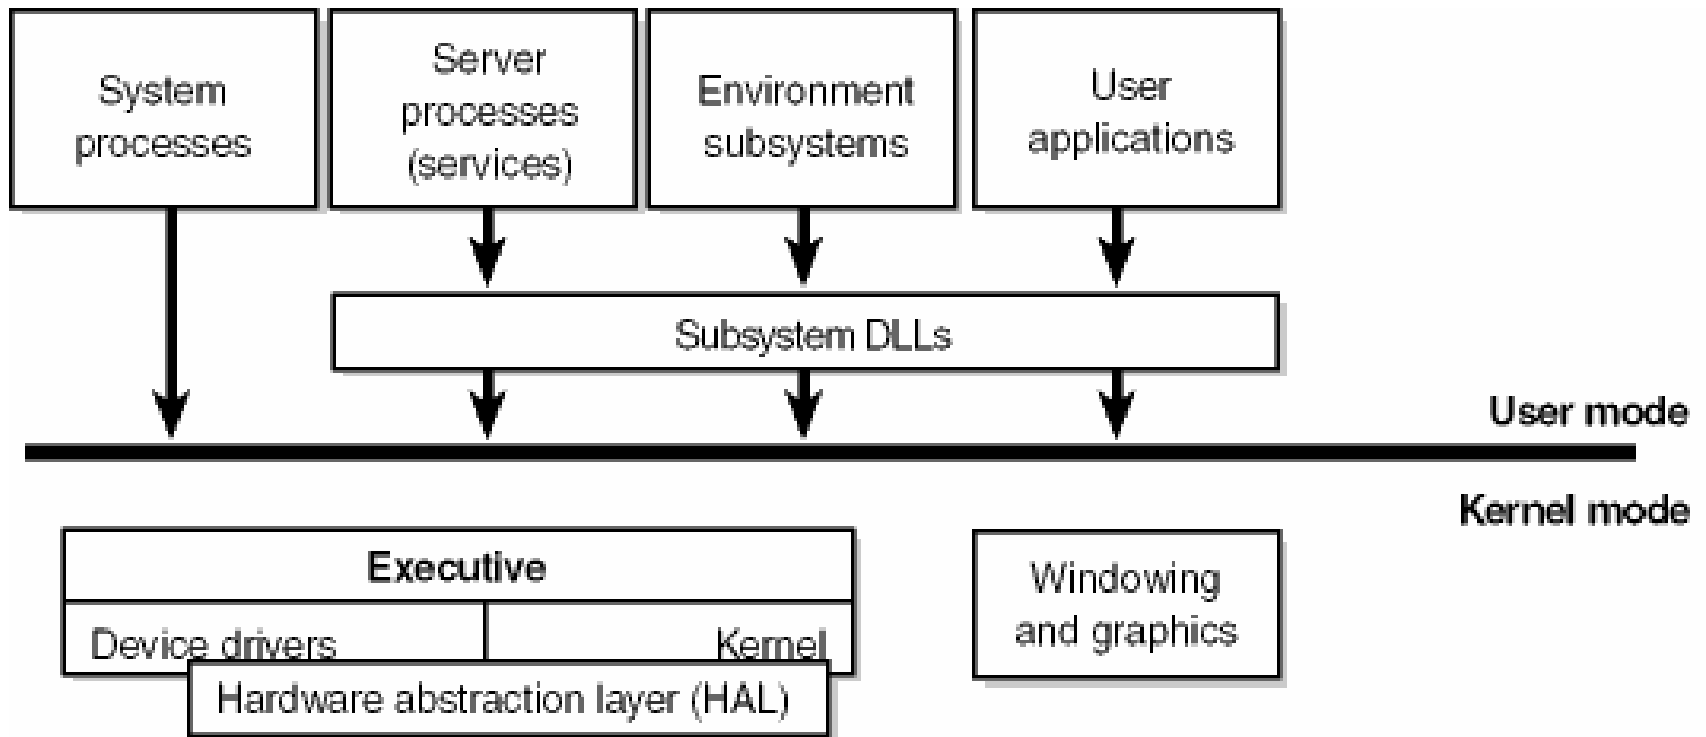 System
processes
Server
processes
(services)
Environment
subsystems
User
applications
Subsystem DLLs
User mode
Kernel mode
Executive
Device drivers
Kernel
Hardware abstraction layer (HAL)
Windowing
and graphics